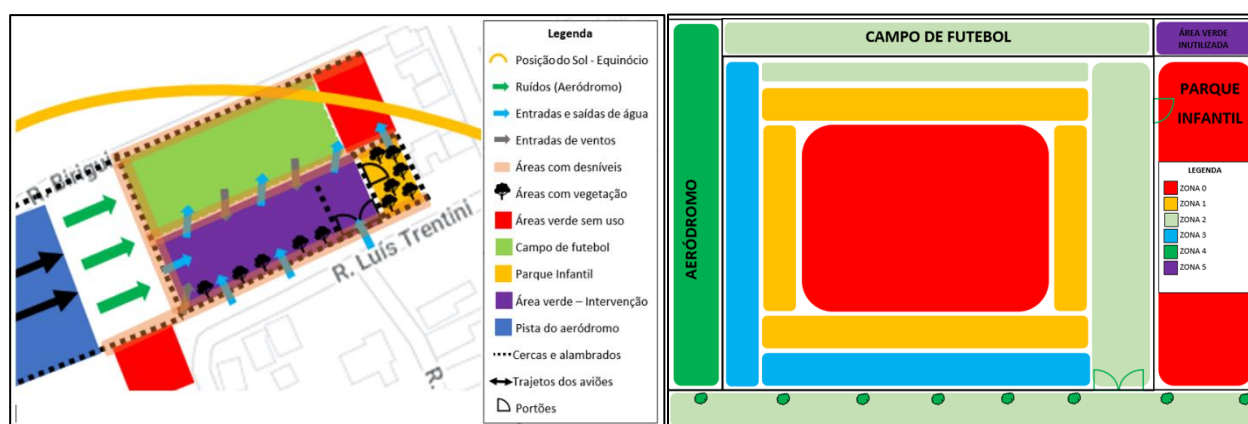 R. Birigui
R. Luís Trentini
R.
Legenda
Posição do Sol - Equinócio
Ruídos (Aeródromo)
Entradas e saídas de água
Entradas de ventos
Áreas com desníveis
Áreas com vegetação
Áreas verde sem uso
Campo de futebol
Parque Infantil
Área verde – Intervenção
Pista do aeródromo
Cercas e alambrados
Trajetos dos aviões
Portões
CAMPO DE FUTEBOL
ÁREA VERDE
INUTILIZADA
AERÓDROMO
PARQUE
INFANTIL
LEGENDA
ZONA 0
ZONA 1
ZONA 2
ZONA 3
ZONA 4
ZONA 5